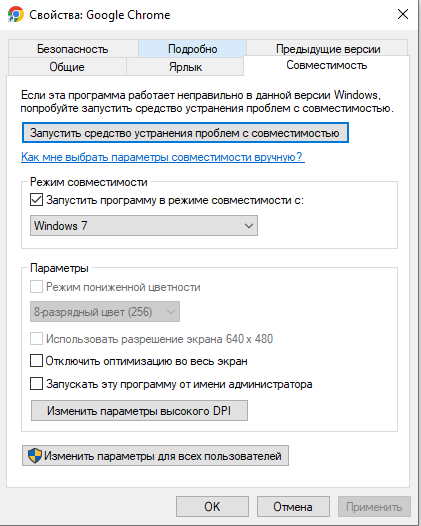 Свойства: Google Chrome
Безопасность
Подробно
Предыдущие версии
Общие
Ярлык
Совместимость
Если эта программа работает неправильно в данной версии Windows,
попробуйте запустить средство устранения проблем с совместимостью.
Запустить средство устранения проблем с совместимостью
Как мне выбрать параметры совместимости вручную?
Режим совместимости
Запустить программу в режиме совместимости с:
Windows 7
Параметры
Режим пониженной цветности
8-разрядный цвет (256)
Использовать разрешение экрана 640 x 480
Отключить оптимизацию во весь экран
Запускать эту программу от имени администратора
Изменить параметры высокого DPI
Изменить параметры для всех пользователей
OK
Отмена
Применить